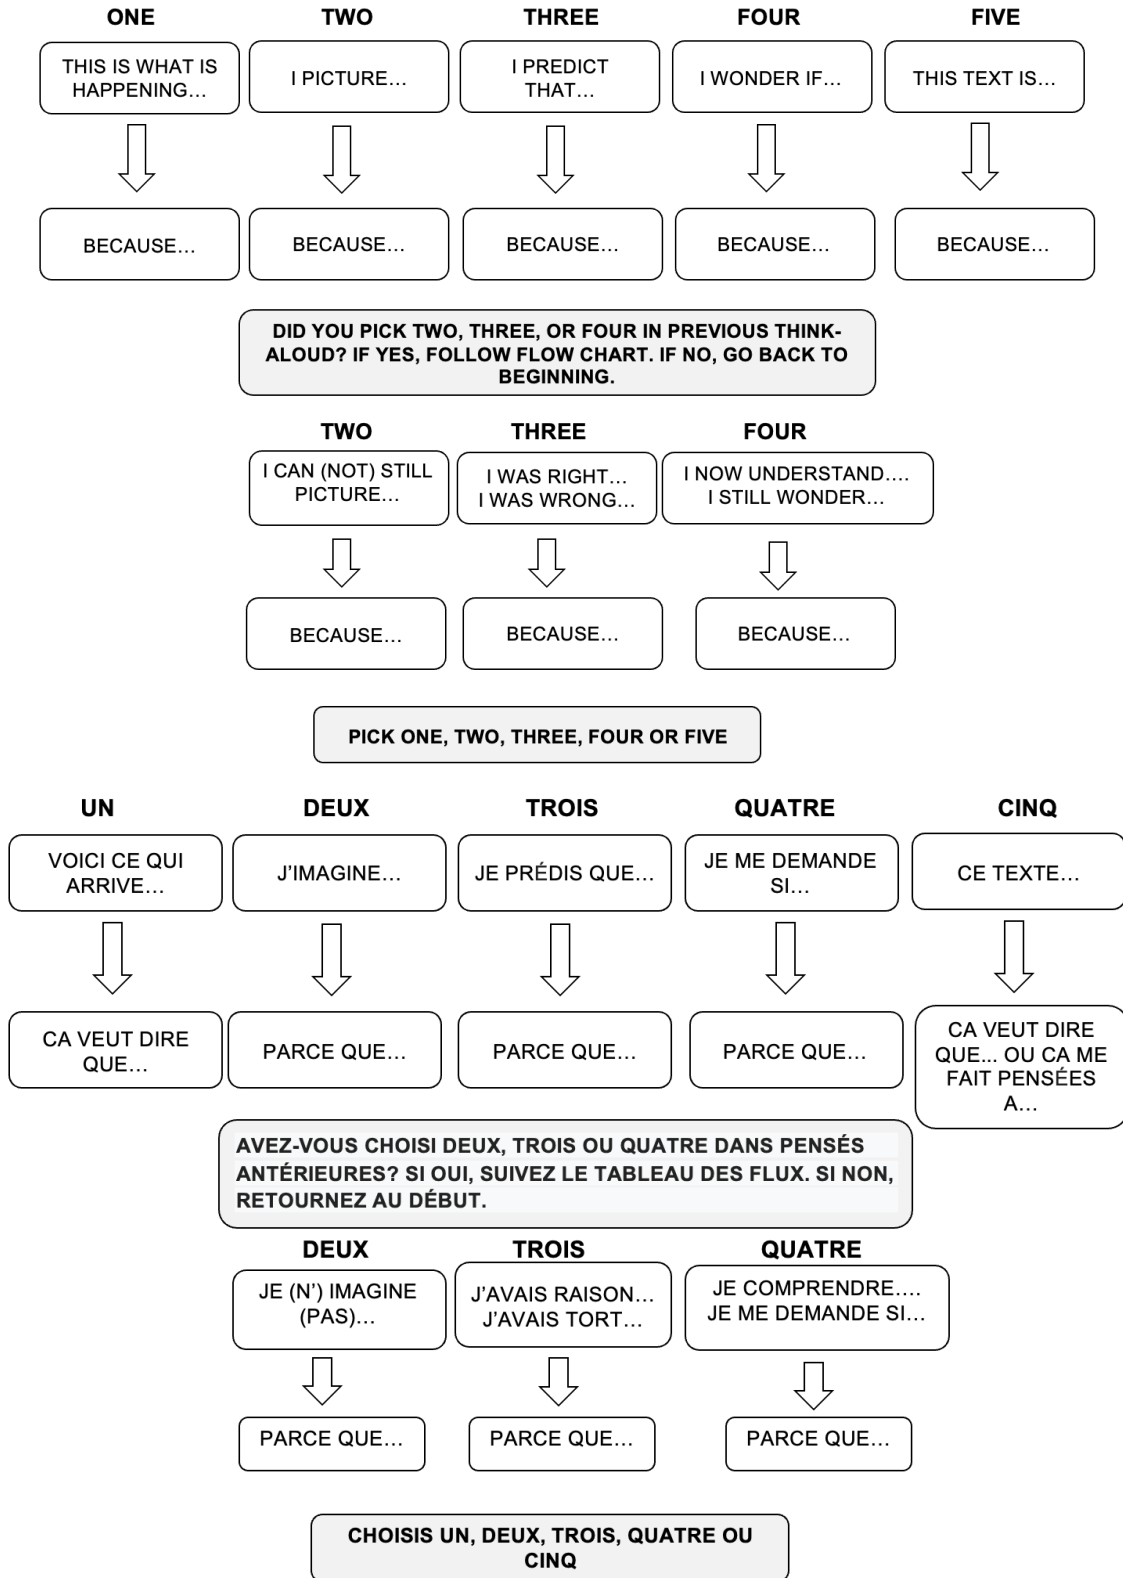 ONE TWO THREE FOUR FIVE
THIS IS WHAT IS
HAPPENING…
I PICTURE…
I PREDICT
THAT…
I WONDER IF…
THIS TEXT IS…
BECAUSE…
BECAUSE…
BECAUSE…
BECAUSE…
BECAUSE…
DID YOU PICK TWO, THREE, OR FOUR IN PREVIOUS THINK-
ALOUD? IF YES, FOLLOW FLOW CHART. IF NO, GO BACK TO
BEGINNING.
TWO THREE FOUR
I CAN (NOT) STILL
PICTURE…
I WAS RIGHT…
I WAS WRONG…
I NOW UNDERSTAND….
I STILL WONDER…
BECAUSE…
BECAUSE…
BECAUSE…
PICK ONE, TWO, THREE, FOUR OR FIVE
UN DEUX TROIS QUATRE CINQ
VOICI CE QUI
ARRIVE…
J’IMAGINE…
JE PRÉDIS QUE…
JE ME DEMANDE
SI…
CE TEXTE…
CA VEUT DIRE
QUE…
PARCE QUE…
PARCE QUE…
PARCE QUE…
CA VEUT DIRE
QUE... OU CA ME
FAIT PENSÉES
A…
AVEZ-VOUS CHOISI DEUX, TROIS OU QUATRE DANS PENSÉS
ANTÉRIEURES? SI OUI, SUIVEZ LE TABLEAU DES FLUX. SI NON,
RETOURNEZ AU DÉBUT.
DEUX TROIS QUATRE
JE (N’) IMAGINE
(PAS)…
J’AVAIS RAISON…
J’AVAIS TORT…
JE COMPRENDRE….
JE ME DEMANDE SI…
PARCE QUE…
PARCE QUE…
PARCE QUE…
CHOISIS UN, DEUX, TROIS, QUATRE OU
CINQ